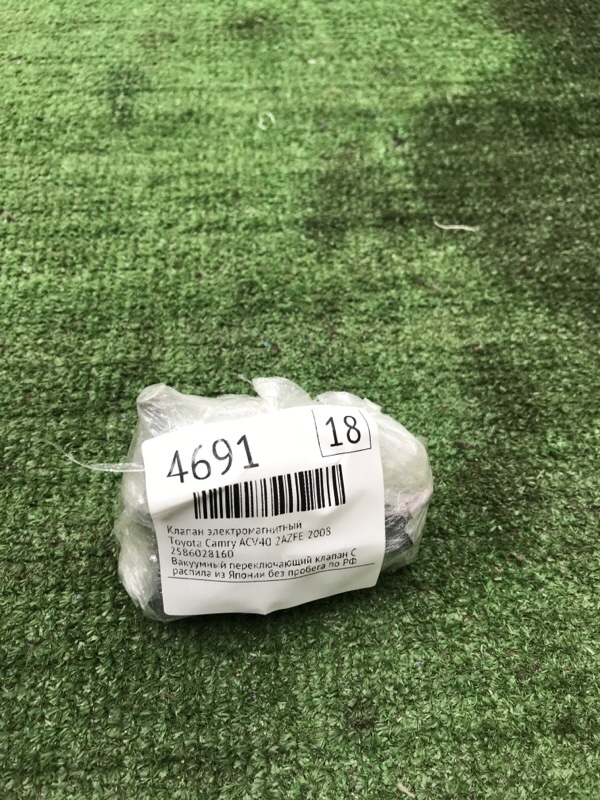 4691
18
Клапан электромагнитный
Toyota Camry ACV40 2AZFE 2008
2586028160
Вакуумный переключающий клапан С
распила из Японии без пробега по РФ